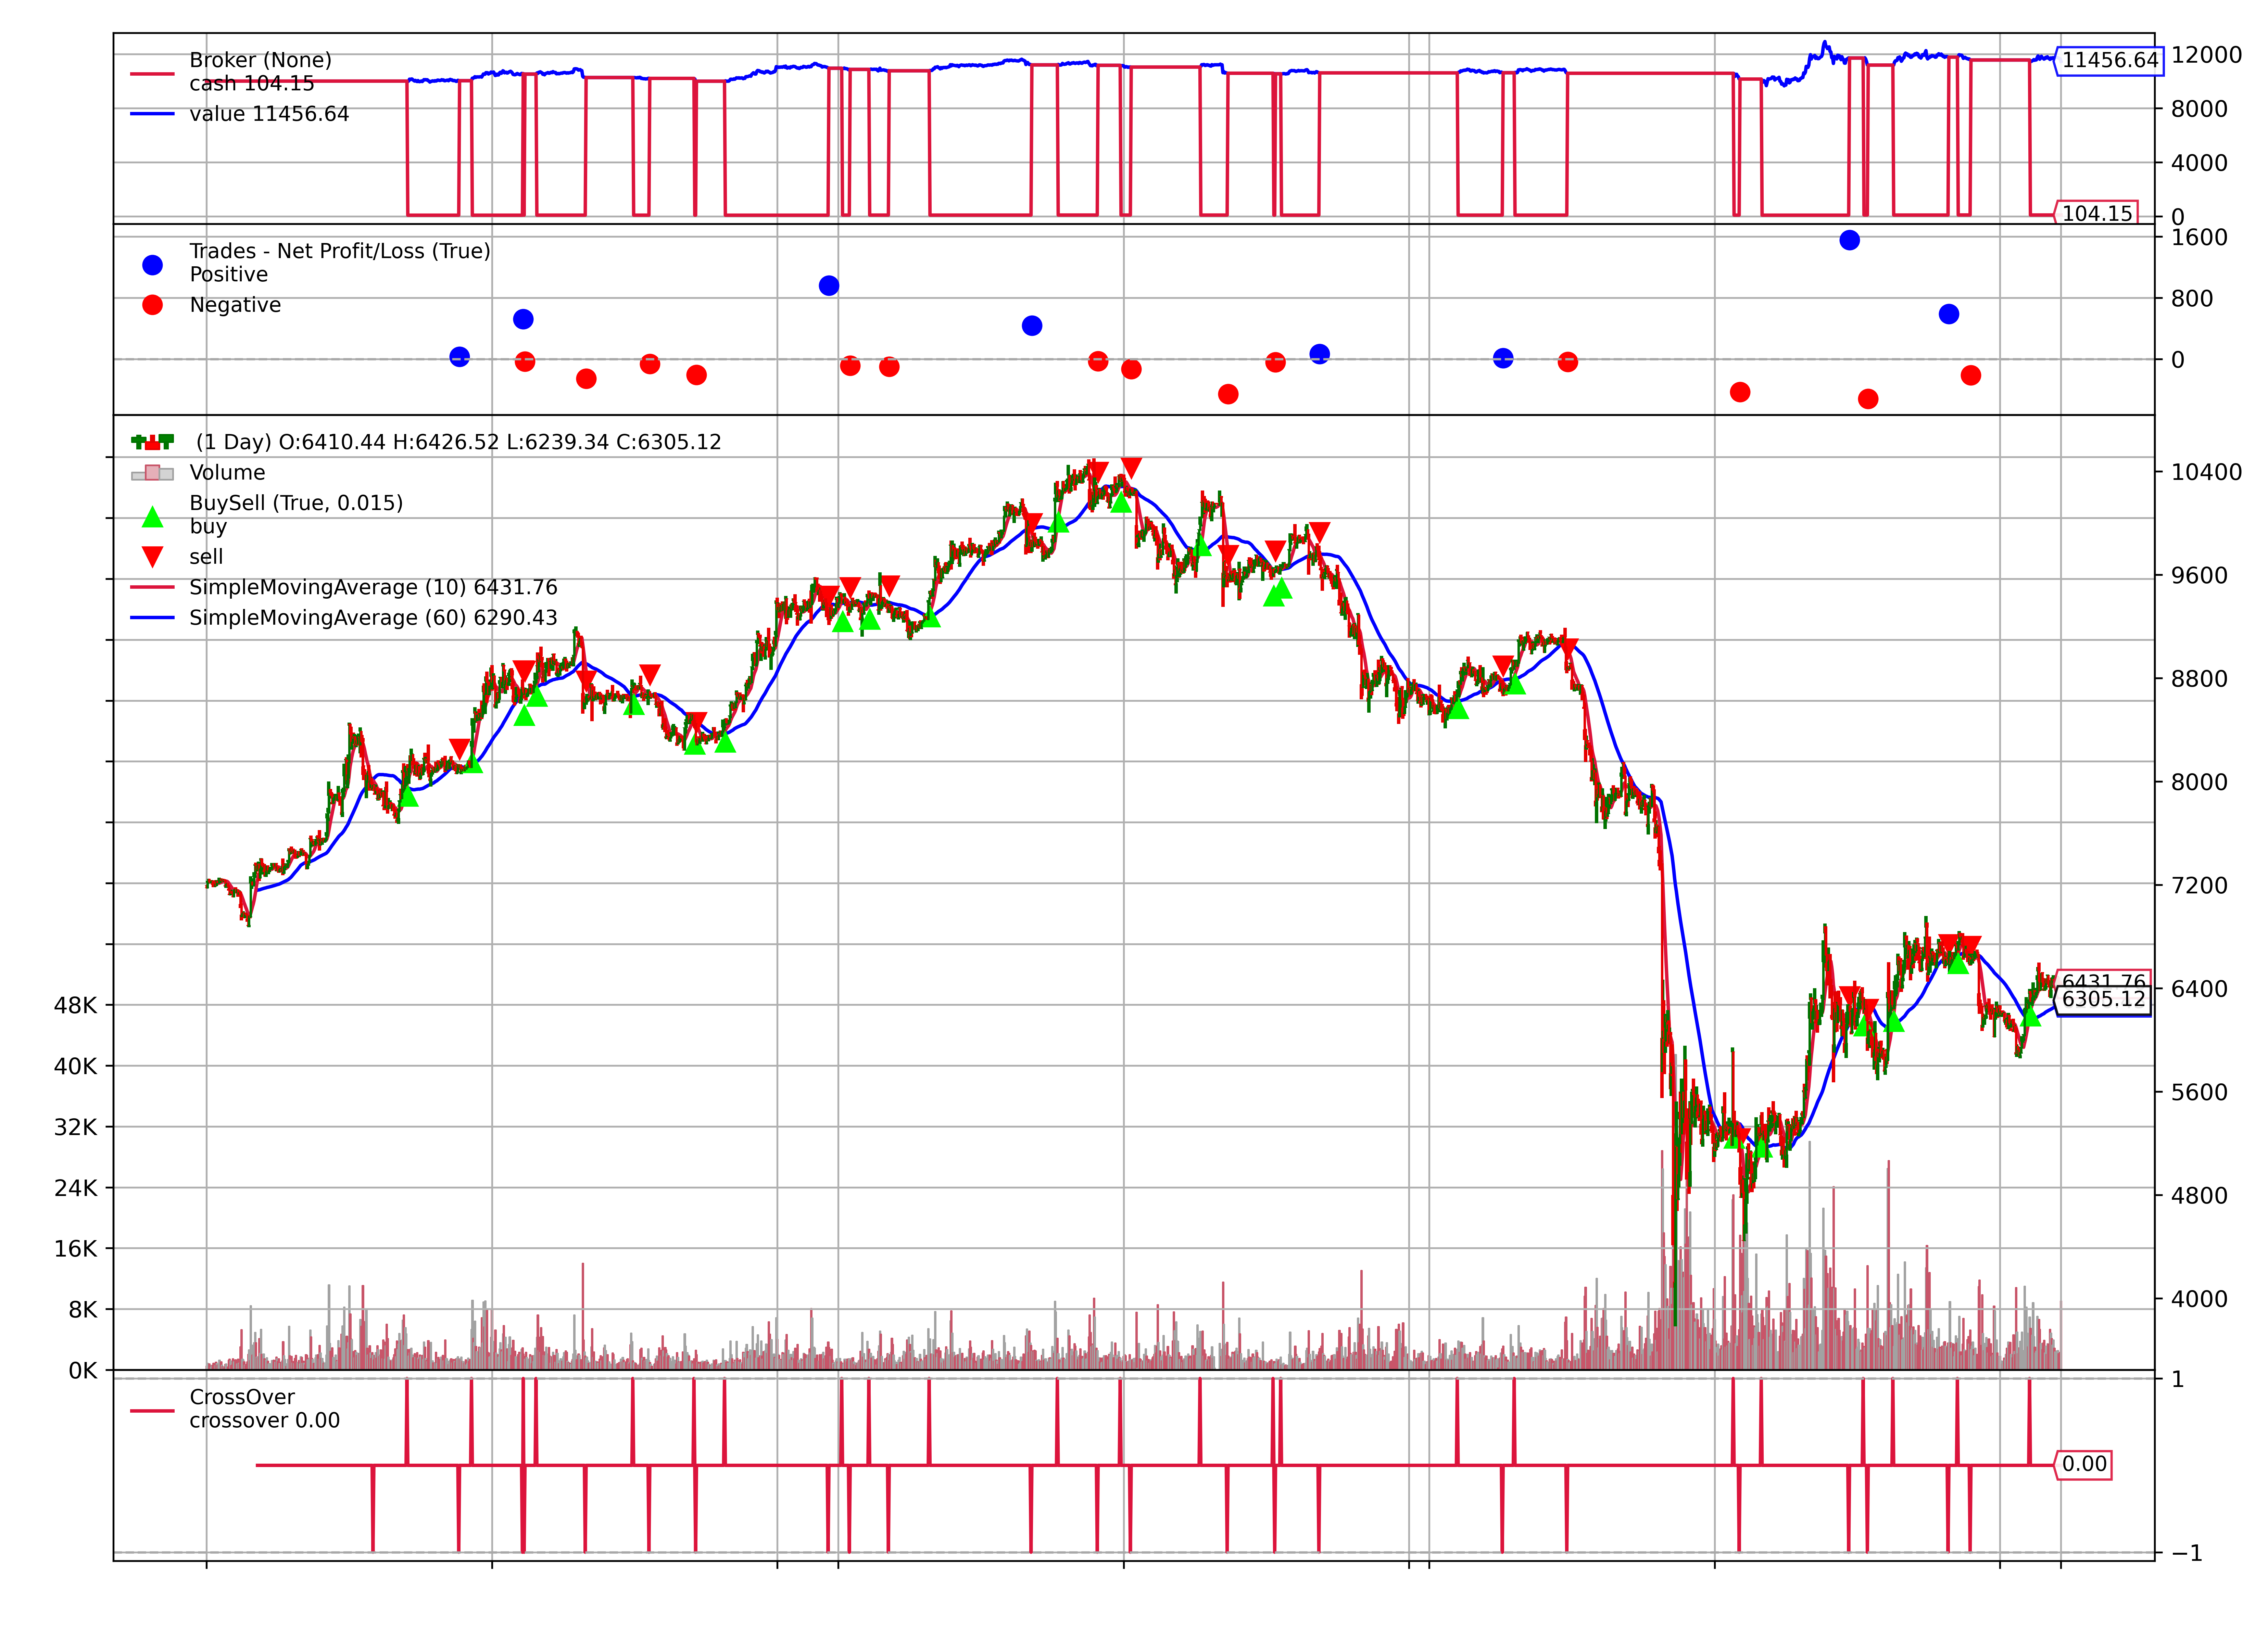 Broker (None)
cash 104.15
value 11456.64
12000
11456.64
8000
4000
0
104.15
Trades - Net Profit/Loss (True)
Positive
Negative
1600
800
0
(1 Day) O:6410.44 H:6426.52 L:6239.34 C:6305.12
Volume
BuySell (True, 0.015)
buy
sell
SimpleMovingAverage (10) 6431.76
SimpleMovingAverage (60) 6290.43
10400
9600
8800
8000
7200
6431.76
6400
6305.12
5600
4800
4000
48K
40K
32K
24K
16K
8K
0K
CrossOver
crossover 0.00
1
0.00
−1